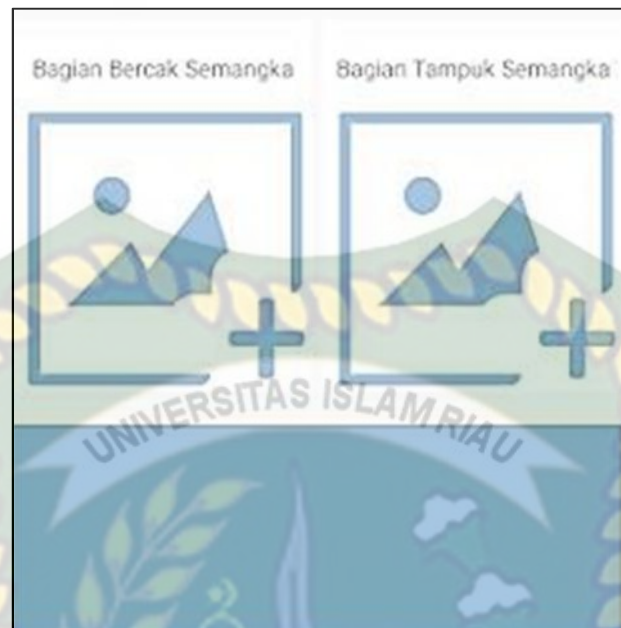 Bagian Bercak Semangka
Bagian Tampuk Semangka
UNIVERSITAS ISLAM RIAU